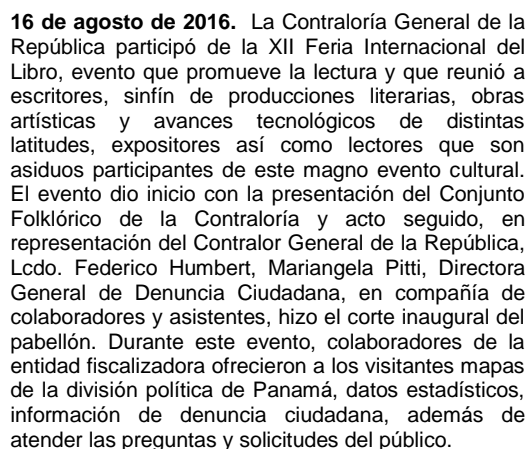 16 de agosto de 2016. La Contraloría General de la
República participó de la XII Feria Internacional del
Libro, evento que promueve la lectura y que reunió a
escritores, sinfín de producciones literarias, obras
artísticas y avances tecnológicos de distintas
latitudes, expositores así como lectores que son
asiduos participantes de este magno evento cultural.
El evento dio inicio con la presentación del Conjunto
Folklórico de la Contraloría y acto seguido, en
representación del Contralor General de la República,
Lcdo. Federico Humbert, Mariangela Pitti, Directora
General de Denuncia Ciudadana, en compañía de
colaboradores y asistentes, hizo el corte inaugural del
pabellón. Durante este evento, colaboradores de la
entidad fiscalizadora ofrecieron a los visitantes mapas
de la división política de Panamá, datos estadísticos,
información de denuncia ciudadana, además de
atender las preguntas y solicitudes del público.